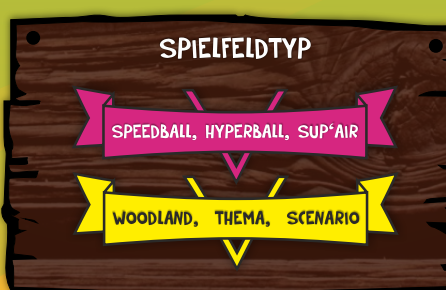 SPIELFELDTYP
SPEEDBALL, HYPERBALL, SUP'AIR
WOODLAND, THEMA, SCENARIO